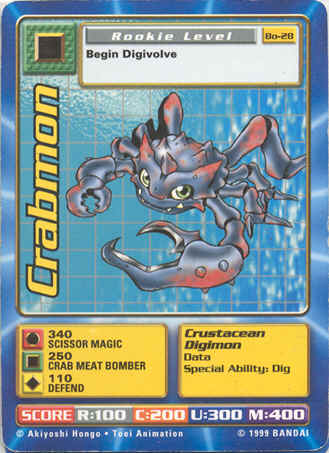 Rookie Level
Bo-28
Begin Digivolve
Crabmon
340
SCISSOR MAGIC
250
CRAB MEAT BOMBER
110
DEFEND
Crustacean
Digimon
Data
Special Ability: Dig
SCORE R:100 C:200 U:300 M:400
© Akiyoshi Hongo • Toei Animation © 1999 BANDAI